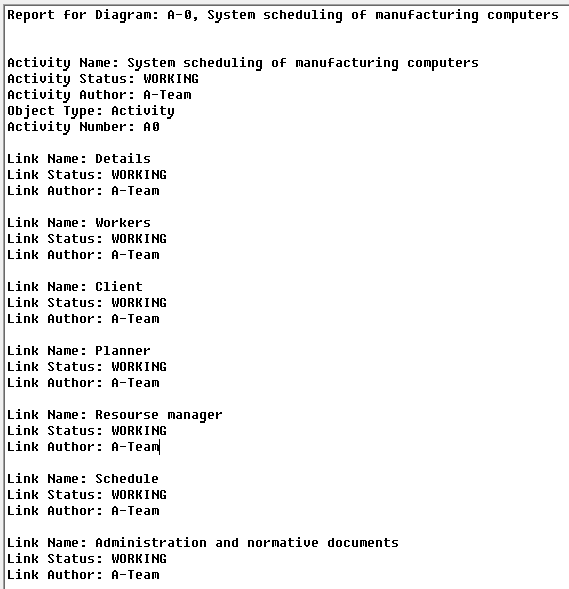 Report for Diagram: A-0, System scheduling of manufacturing computers
Activity Name: System scheduling of manufacturing computers
Activity Status: WORKING
Activity Author: A-Team
Object Type: Activity
Activity Number: A0
Link Name: Details
Link Status: WORKING
Link Author: A-Team
Link Name: Workers
Link Status: WORKING
Link Author: A-Team
Link Name: Client
Link Status: WORKING
Link Author: A-Team
Link Name: Planner
Link Status: WORKING
Link Author: A-Team
Link Name: Resourse manager
Link Status: WORKING
Link Author: A-Team
Link Name: Schedule
Link Status: WORKING
Link Author: A-Team
Link Name: Administration and normative documents
Link Status: WORKING
Link Author: A-Team